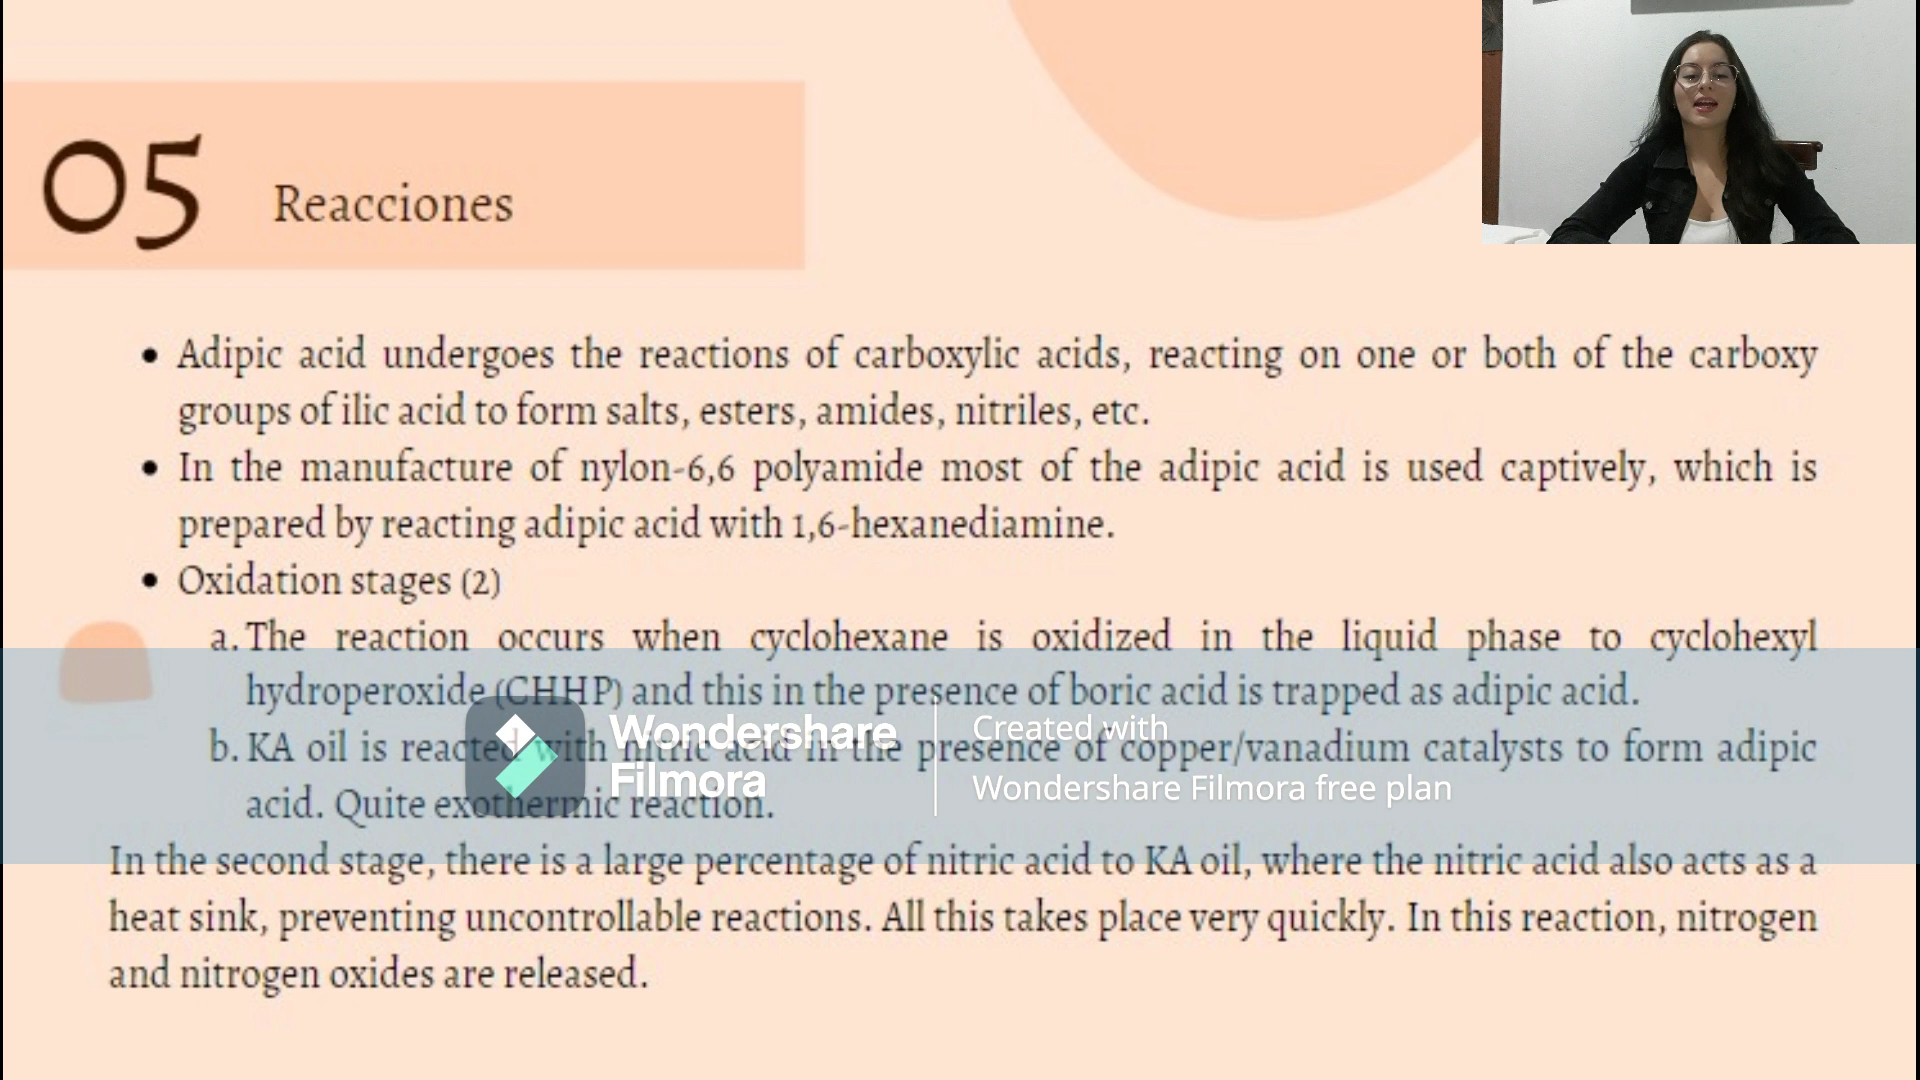 05 Reacciones
• Adipic acid undergoes the reactions of carboxylic acids, reacting on one or both of the carboxy
groups of ilic acid to form salts, esters, amides, nitriles, etc.
• In the manufacture of nylon-6,6 polyamide most of the adipic acid is used captively, which is
prepared by reacting adipic acid with 1,6-hexanediamine.
• Oxidation stages (2)
a. The reaction occurs when cyclohexane is oxidized in the liquid phase to cyclohexyl
hydroperoxide (CHHP) and this in the presence of boric acid is trapped as adipic acid.
b. KA oil is reacted with nitric acid in the presence of copper/vanadium catalysts to form adipic
acid. Quite exothermic reaction.
In the second stage, there is a large percentage of nitric acid to KA oil, where the nitric acid also acts as a
heat sink, preventing uncontrollable reactions. All this takes place very quickly. In this reaction, nitrogen
and nitrogen oxides are released.
Wondershare
Filmora
Created with
Wondershare Filmora free plan